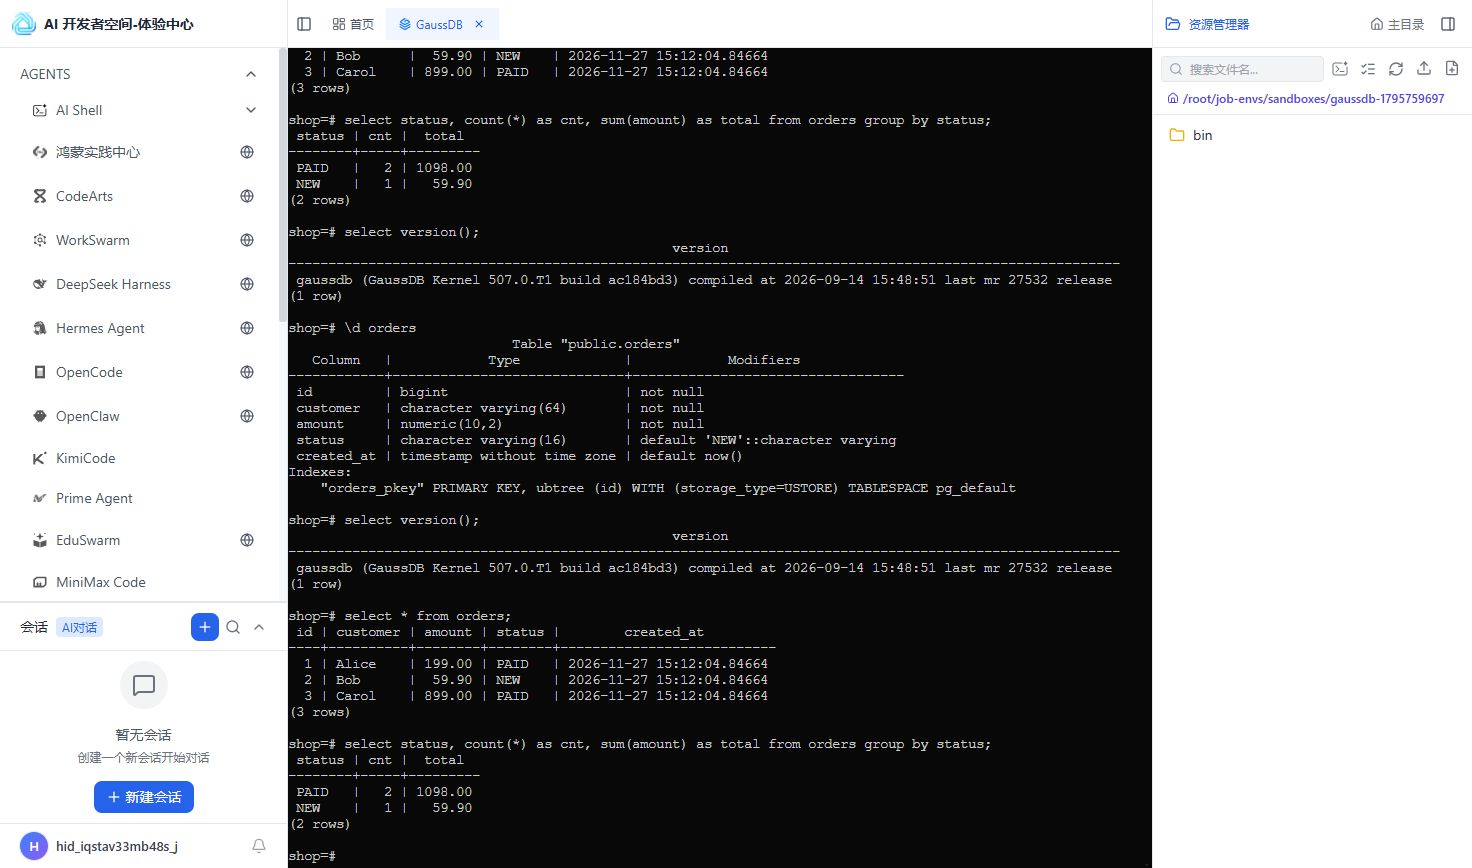 AI 开发者空间-体验中心
AGENTS
AI Shell
鸿蒙实践中心
CodeArts
WorkSwarm
DeepSeek Harness
Hermes Agent
OpenCode
OpenClaw
KimiCode
Prime Agent
EduSwarm
MiniMax Code
会话 AI对话
暂无会话
创建一个新会话开始对话
+ 新建会话
H hid_iqstav33mb48s_j
首页 GaussDB ×
  2 | Bob      |  59.90 | NEW    | 2026-11-27 15:12:04.84664
  3 | Carol    | 899.00 | PAID   | 2026-11-27 15:12:04.84664
(3 rows)
shop=# select status, count(*) as cnt, sum(amount) as total from orders group by status;
 status | cnt |  total
--------+-----+---------
 PAID   |   2 | 1098.00
 NEW    |   1 |   59.90
(2 rows)
shop=# select version();
                                                version
--------------------------------------------------------------------------------------------------------
 gaussdb (GaussDB Kernel 507.0.T1 build ac184bd3) compiled at 2026-09-14 15:48:51 last mr 27532 release
(1 row)
shop=# \d orders
                            Table "public.orders"
   Column   |            Type             |            Modifiers
------------+-----------------------------+----------------------------------
 id         | bigint                      | not null
 customer   | character varying(64)       | not null
 amount     | numeric(10,2)               | not null
 status     | character varying(16)       | default 'NEW'::character varying
 created_at | timestamp without time zone | default now()
Indexes:
    "orders_pkey" PRIMARY KEY, ubtree (id) WITH (storage_type=USTORE) TABLESPACE pg_default
shop=# select version();
                                                version
--------------------------------------------------------------------------------------------------------
 gaussdb (GaussDB Kernel 507.0.T1 build ac184bd3) compiled at 2026-09-14 15:48:51 last mr 27532 release
(1 row)
shop=# select * from orders;
 id | customer | amount | status |        created_at
----+----------+--------+--------+---------------------------
  1 | Alice    | 199.00 | PAID   | 2026-11-27 15:12:04.84664
  2 | Bob      |  59.90 | NEW    | 2026-11-27 15:12:04.84664
  3 | Carol    | 899.00 | PAID   | 2026-11-27 15:12:04.84664
(3 rows)
shop=# select status, count(*) as cnt, sum(amount) as total from orders group by status;
 status | cnt |  total
--------+-----+---------
 PAID   |   2 | 1098.00
 NEW    |   1 |   59.90
(2 rows)
shop=#
资源管理器 主目录
搜索文件名...
/root/job-envs/sandboxes/gaussdb-1795759697
bin